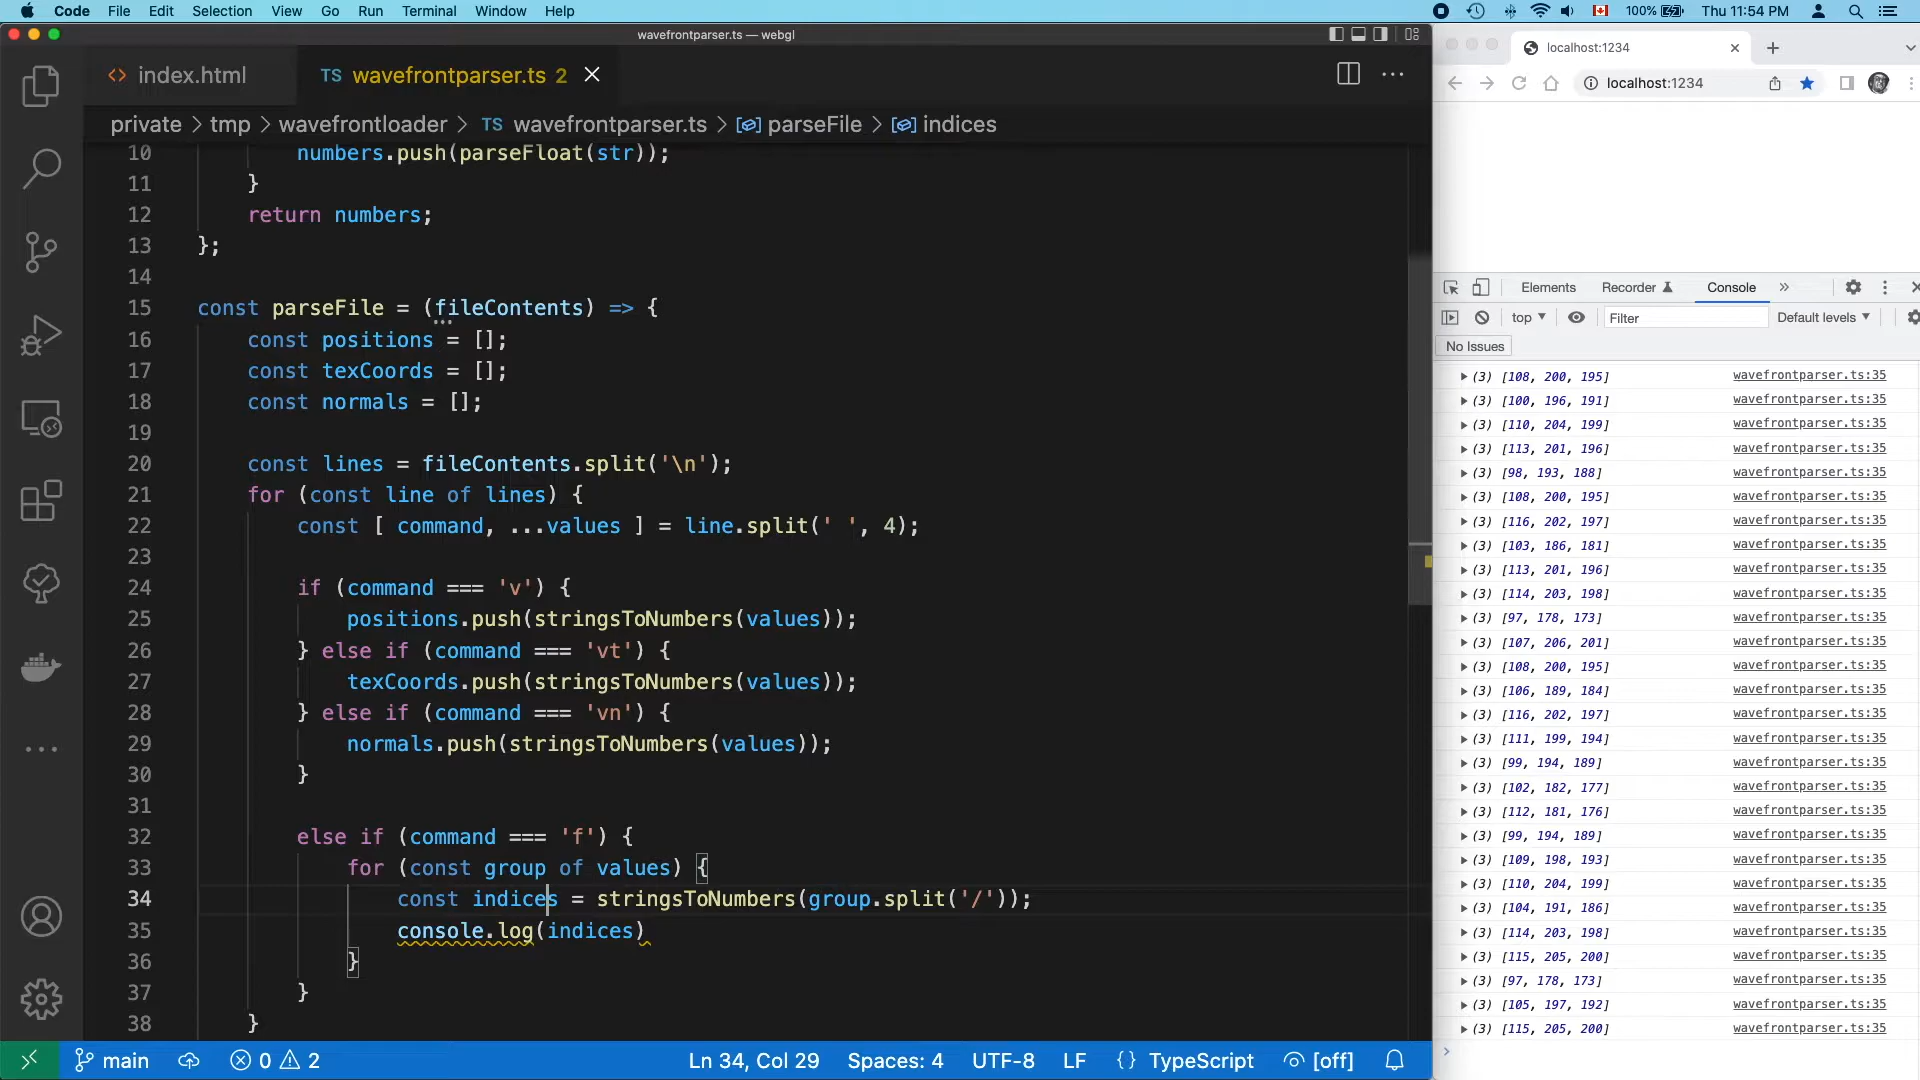 Code File Edit Selection View Go Run Terminal Window Help 100% Thu 11:54 PM
wavefrontparser.ts — webgl
index.html TS wavefrontparser.ts 2
private > tmp > wavefrontloader > TS wavefrontparser.ts > parseFile > indices
10 numbers.push(parseFloat(str));
11 }
12 return numbers;
13 };
14
15 const parseFile = (fileContents) => {
16 const positions = [];
17 const texCoords = [];
18 const normals = [];
19
20 const lines = fileContents.split('\n');
21 for (const line of lines) {
22 const [ command, ...values ] = line.split(' ', 4);
23
24 if (command === 'v') {
25 positions.push(stringsToNumbers(values));
26 } else if (command === 'vt') {
27 texCoords.push(stringsToNumbers(values));
28 } else if (command === 'vn') {
29 normals.push(stringsToNumbers(values));
30 }
31
32 else if (command === 'f') {
33 for (const group of values) {
34 const indices = stringsToNumbers(group.split('/'));
35 console.log(indices)
36 }
37 }
38 }
main 0 2 Ln 34, Col 29 Spaces: 4 UTF-8 LF {} TypeScript [off]
localhost:1234
localhost:1234
Elements Recorder Console »
top Filter Default levels
No Issues
(3) [108, 200, 195] wavefrontparser.ts:35
(3) [100, 196, 191] wavefrontparser.ts:35
(3) [110, 204, 199] wavefrontparser.ts:35
(3) [113, 201, 196] wavefrontparser.ts:35
(3) [98, 193, 188] wavefrontparser.ts:35
(3) [108, 200, 195] wavefrontparser.ts:35
(3) [116, 202, 197] wavefrontparser.ts:35
(3) [103, 186, 181] wavefrontparser.ts:35
(3) [113, 201, 196] wavefrontparser.ts:35
(3) [114, 203, 198] wavefrontparser.ts:35
(3) [97, 178, 173] wavefrontparser.ts:35
(3) [107, 206, 201] wavefrontparser.ts:35
(3) [108, 200, 195] wavefrontparser.ts:35
(3) [106, 189, 184] wavefrontparser.ts:35
(3) [116, 202, 197] wavefrontparser.ts:35
(3) [111, 199, 194] wavefrontparser.ts:35
(3) [99, 194, 189] wavefrontparser.ts:35
(3) [102, 182, 177] wavefrontparser.ts:35
(3) [112, 181, 176] wavefrontparser.ts:35
(3) [99, 194, 189] wavefrontparser.ts:35
(3) [109, 198, 193] wavefrontparser.ts:35
(3) [110, 204, 199] wavefrontparser.ts:35
(3) [104, 191, 186] wavefrontparser.ts:35
(3) [114, 203, 198] wavefrontparser.ts:35
(3) [115, 205, 200] wavefrontparser.ts:35
(3) [97, 178, 173] wavefrontparser.ts:35
(3) [105, 197, 192] wavefrontparser.ts:35
(3) [115, 205, 200] wavefrontparser.ts:35